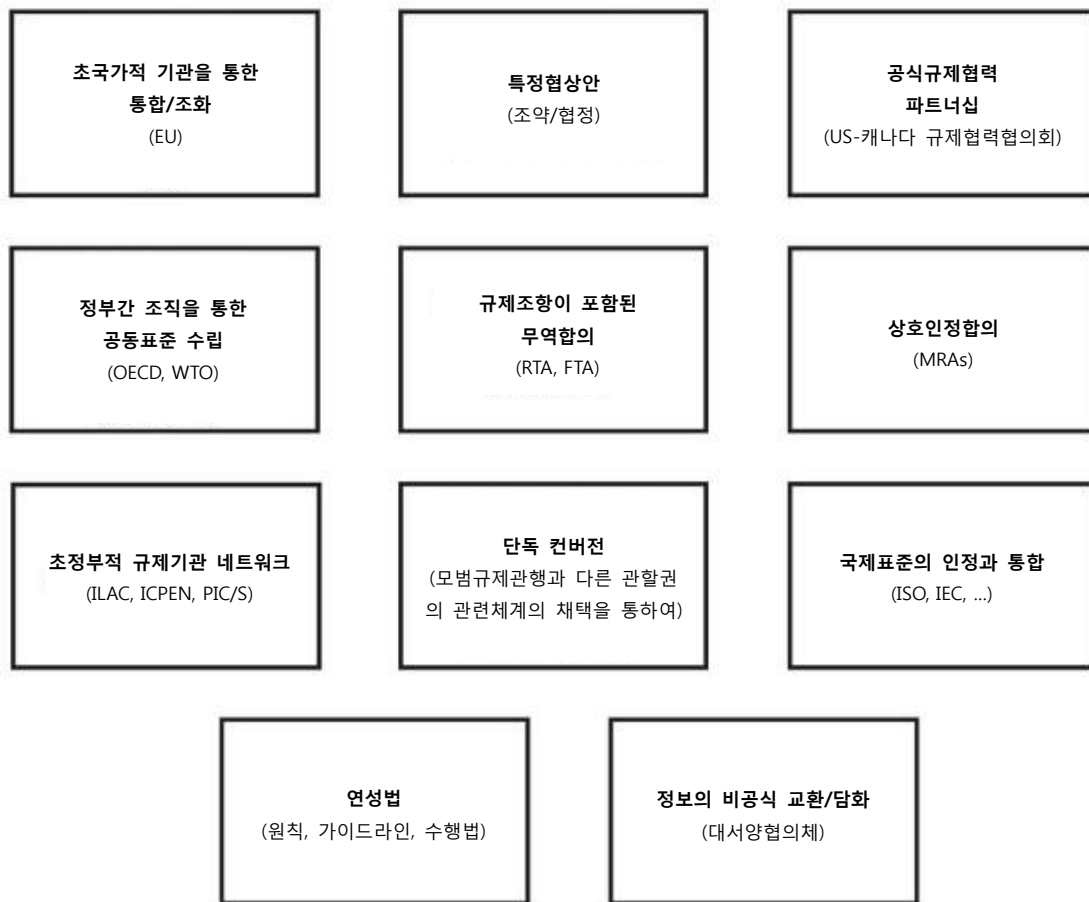 초국가적 기관을 통한
통합/조화
(EU)
특정협상안
(조약/협정)
공식규제협력
파트너십
(US-캐나다 규제협력협의회)
정부간 조직을 통한
공동표준 수립
(OECD, WTO)
규제조항이 포함된
무역합의
(RTA, FTA)
상호인정합의
(MRAs)
초정부적 규제기관 네트워크
(ILAC, ICPEN, PIC/S)
단독 컨버전
(모범규제관행과 다른 관할권
의 관련체계의 채택을 통하여)
국제표준의 인정과 통합
(ISO, IEC, ...)
연성법
(원칙, 가이드라인, 수행법)
정보의 비공식 교환/담화
(대서양협의체)